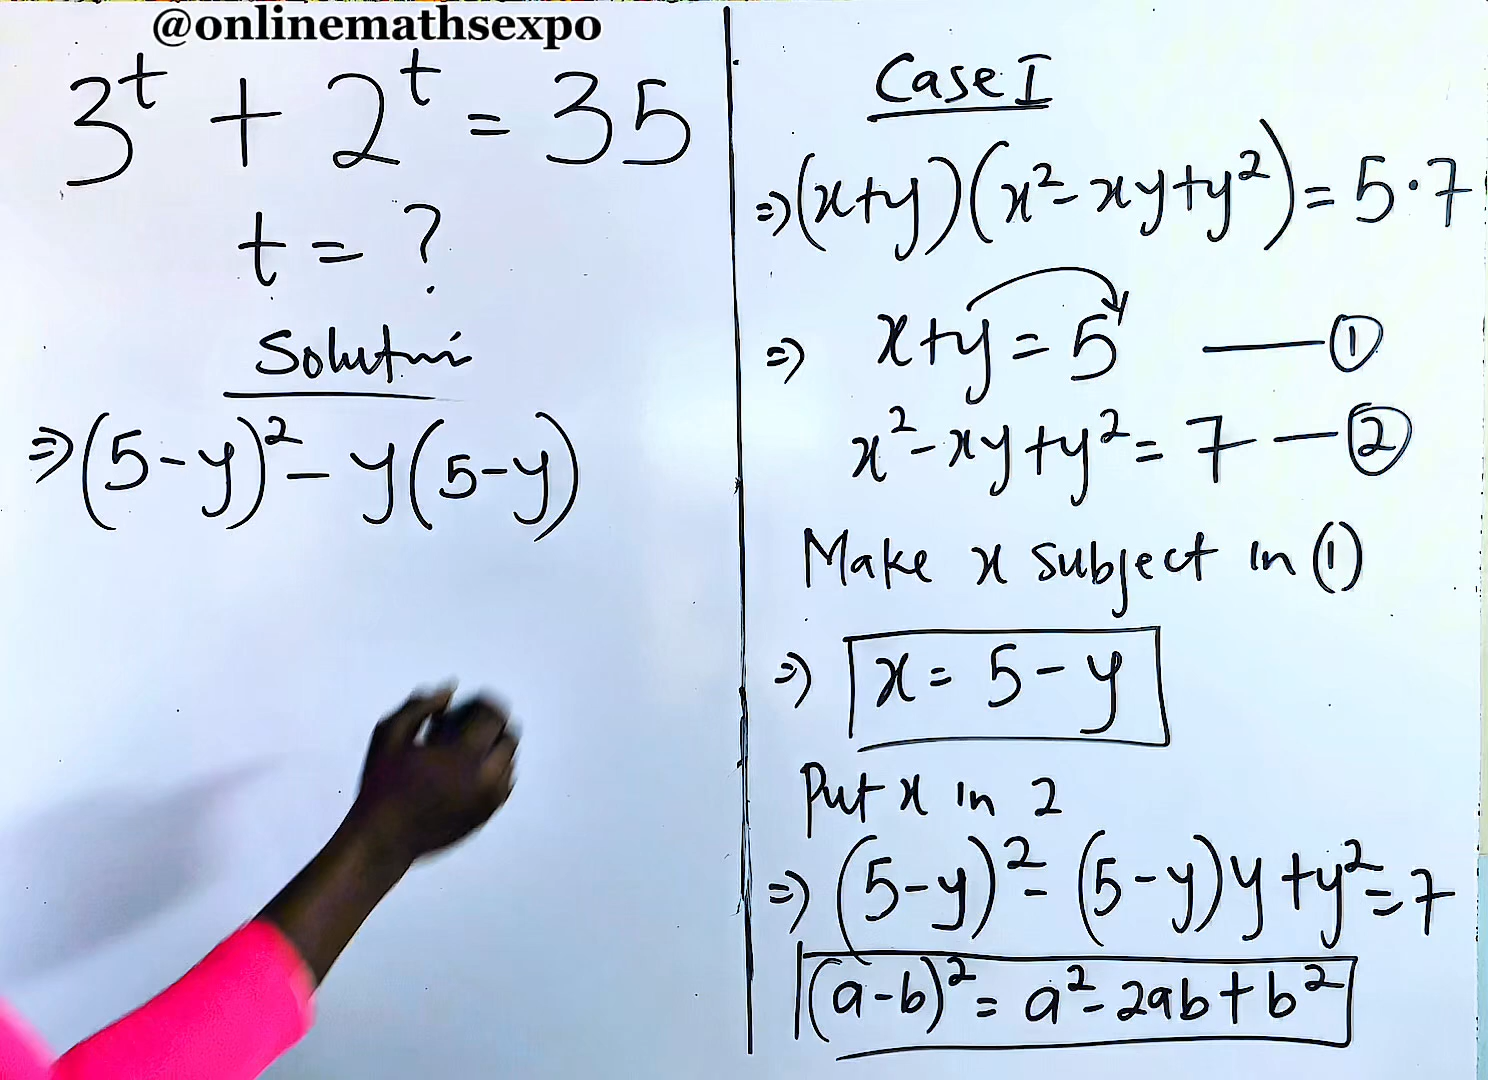 @onlinemathsexpo
3^t + 2^t = 35
t = ?
Solutni
⇒ (5-y)² - y(5-y)
Case I
⇒ (x+y)(x² - xy + y²) = 5·7
⇒ x+y = 5 — ①
x² - xy + y² = 7 — ②
Make x subject in ①
⇒ x = 5 - y
Put x in 2
⇒ (5-y)² - (5-y)y + y² = 7
(a-b)² = a² - 2ab + b²